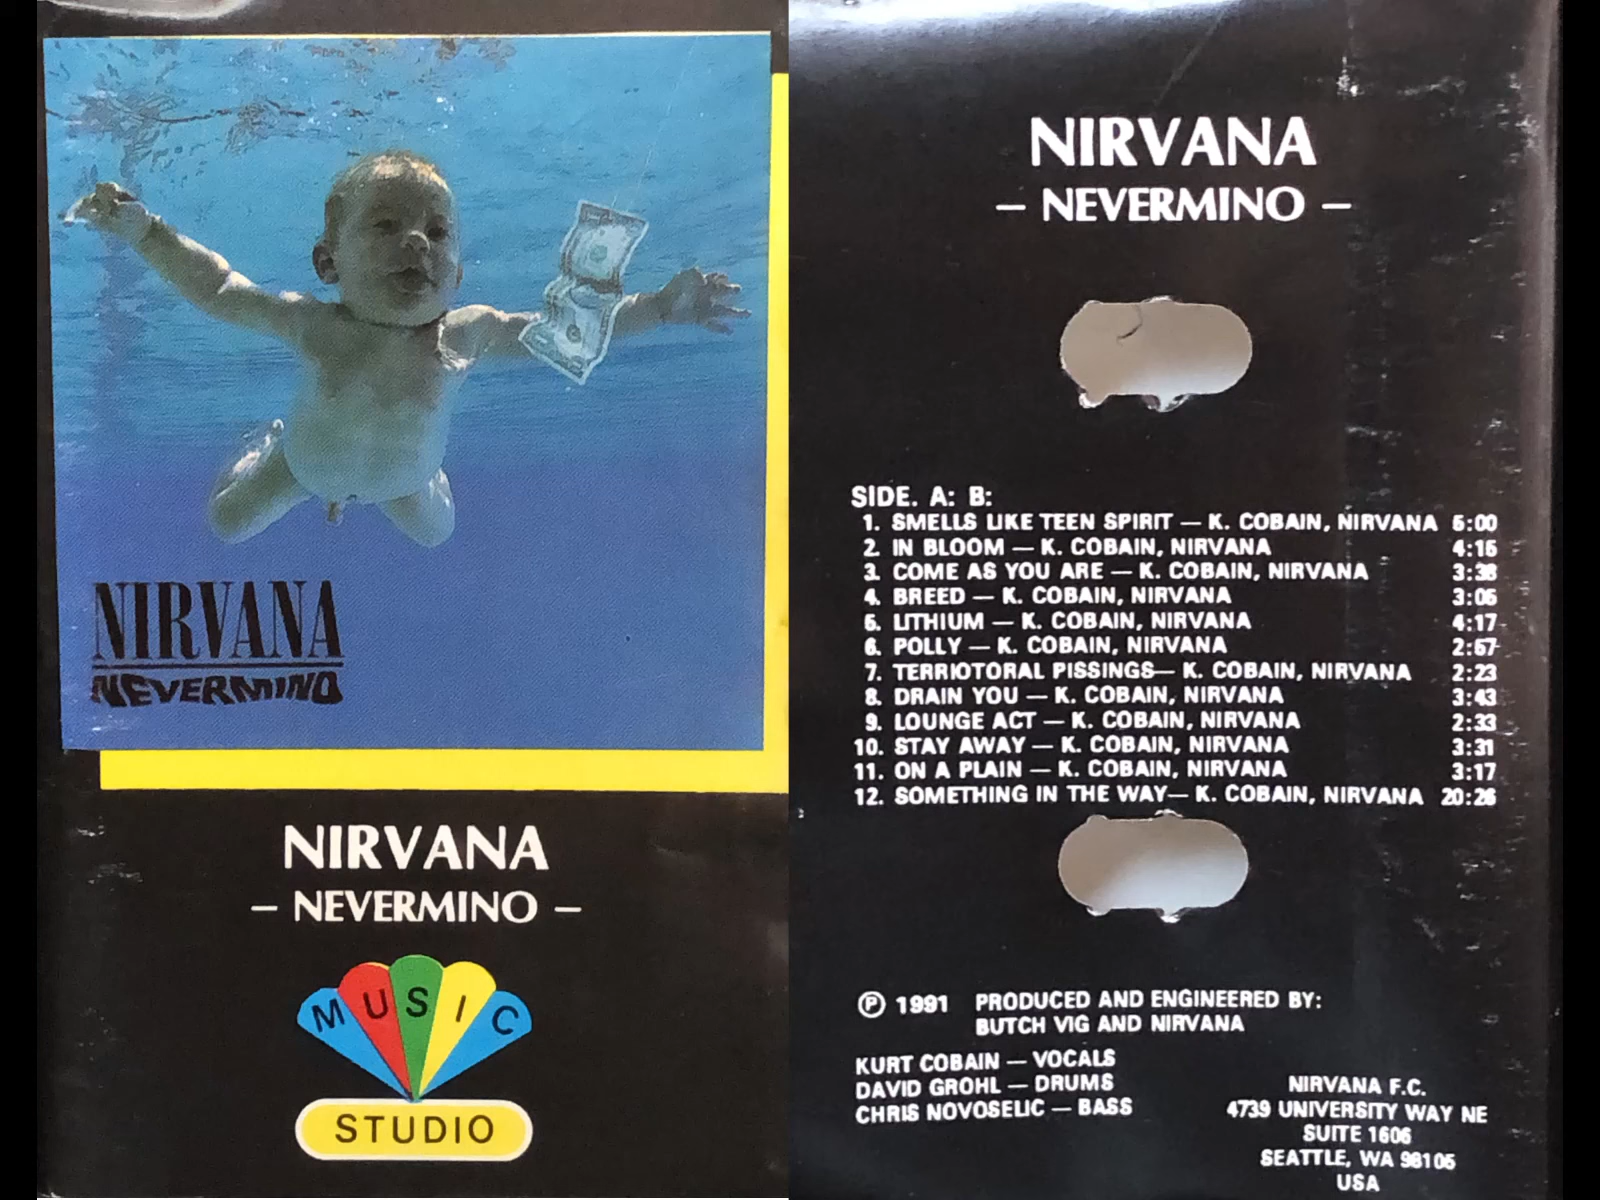 NIRVANA
NEVERMIND
NIRVANA
– NEVERMINO –
MUSIC
STUDIO
NIRVANA
– NEVERMINO –
SIDE. A: B:
1. SMELLS LIKE TEEN SPIRIT — K. COBAIN, NIRVANA 5:00
2. IN BLOOM — K. COBAIN, NIRVANA 4:15
3. COME AS YOU ARE — K. COBAIN, NIRVANA 3:38
4. BREED — K. COBAIN, NIRVANA 3:05
5. LITHIUM — K. COBAIN, NIRVANA 4:17
6. POLLY — K. COBAIN, NIRVANA 2:57
7. TERRIOTORAL PISSINGS— K. COBAIN, NIRVANA 2:23
8. DRAIN YOU — K. COBAIN, NIRVANA 3:43
9. LOUNGE ACT — K. COBAIN, NIRVANA 2:33
10. STAY AWAY — K. COBAIN, NIRVANA 3:31
11. ON A PLAIN — K. COBAIN, NIRVANA 3:17
12. SOMETHING IN THE WAY— K. COBAIN, NIRVANA 20:26
Ⓟ 1991 PRODUCED AND ENGINEERED BY:
BUTCH VIG AND NIRVANA
KURT COBAIN — VOCALS
DAVID GROHL — DRUMS
CHRIS NOVOSELIC — BASS
NIRVANA F.C.
4739 UNIVERSITY WAY NE
SUITE 1606
SEATTLE, WA 98105
USA